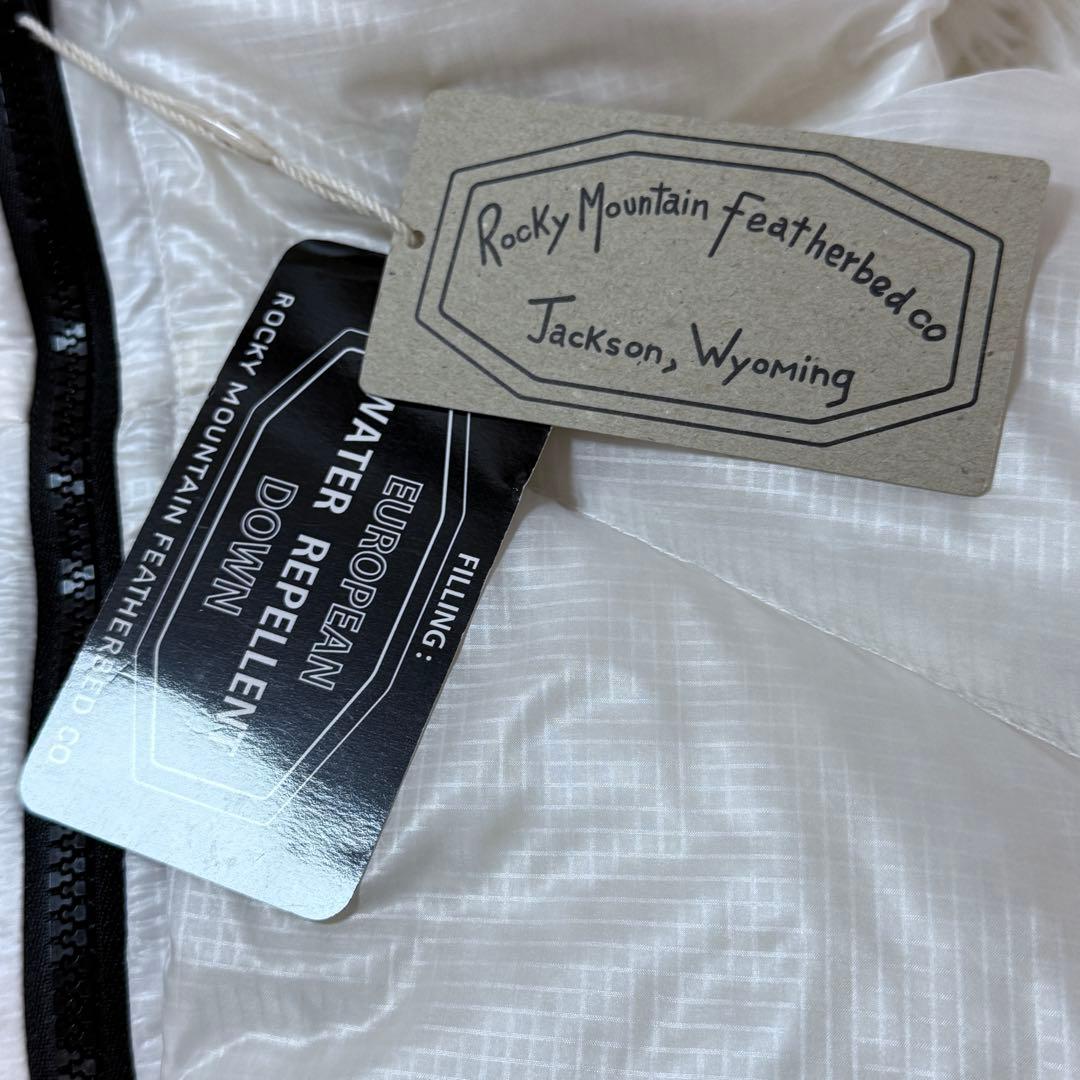 Rocky Mountain Featherbed co
Jackson, Wyoming
FILLING:
EUROPEAN
WATER REPELLENT
DOWN
ROCKY MOUNTAIN FEATHERBED CO